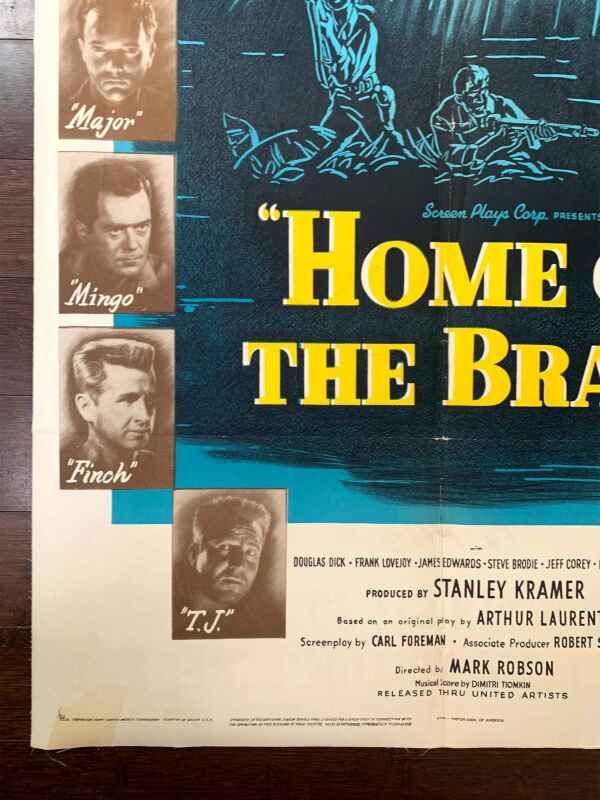 "Major"
"Mingo"
"Finch"
"T.J."
Screen Plays Corp. PRESENTS
"HOME O
THE BRA
with
DOUGLAS DICK • FRANK LOVEJOY • JAMES EDWARDS • STEVE BRODIE • JEFF COREY •
PRODUCED BY STANLEY KRAMER
Based on an original play by ARTHUR LAURENT
Screenplay by CARL FOREMAN • Associate Producer ROBERT S
Directed by MARK ROBSON
Musical Score by DIMITRI TIOMKIN
RELEASED THRU UNITED ARTISTS